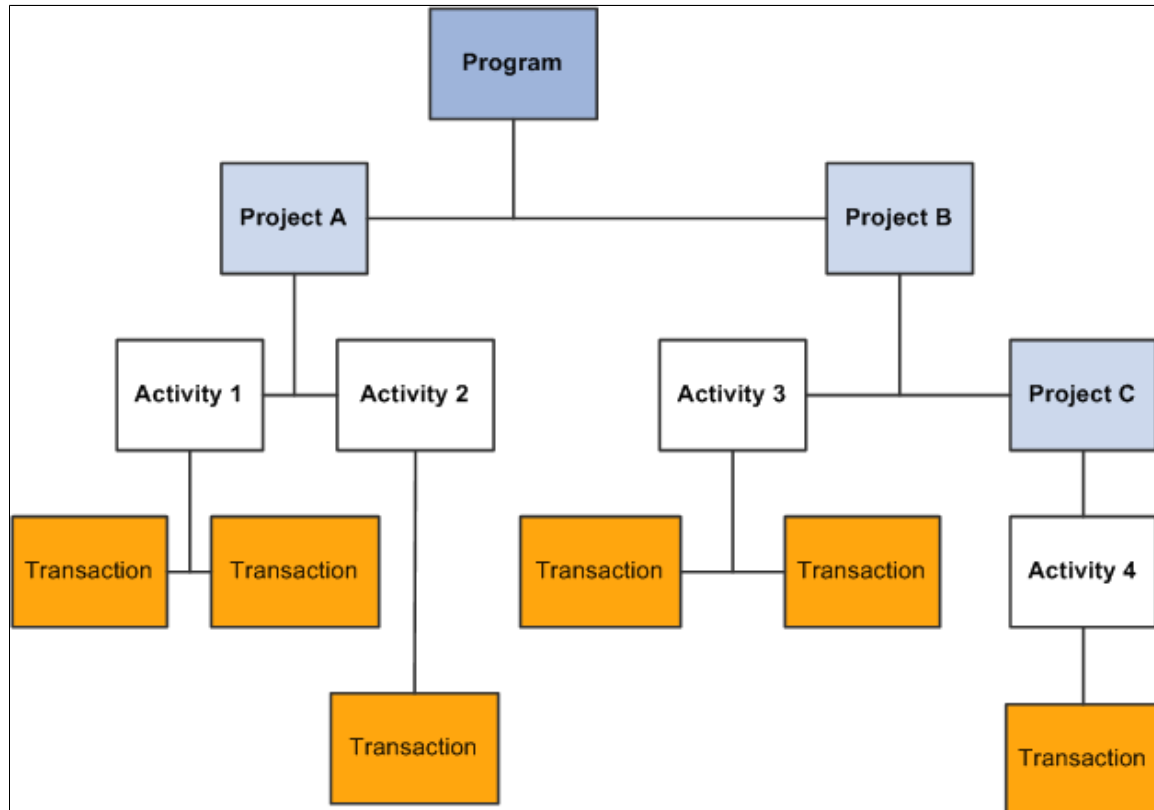 Program
Project A
Project B
Activity 1
Activity 2
Activity 3
Project C
Transaction
Transaction
Transaction
Transaction
Activity 4
Transaction
Transaction